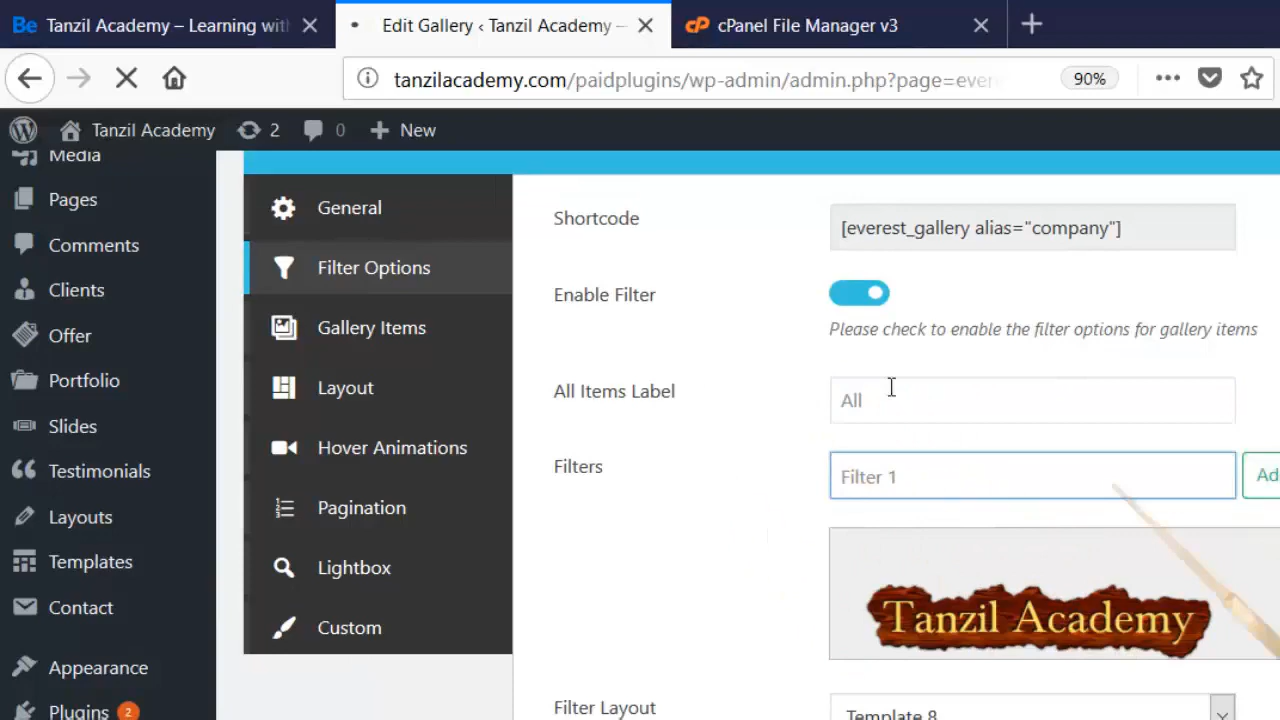 Be Tanzil Academy – Learning with
Edit Gallery ‹ Tanzil Academy –
cP cPanel File Manager v3
tanzilacademy.com/paidplugins/wp-admin/admin.php?page=ever
90%
Tanzil Academy
2
0
New
Media
Pages
Comments
Clients
Offer
Portfolio
Slides
Testimonials
Layouts
Templates
Contact
Appearance
Plugins 2
General
Filter Options
Gallery Items
Layout
Hover Animations
Pagination
Lightbox
Custom
Shortcode
[everest_gallery alias="company"]
Enable Filter
Please check to enable the filter options for gallery items
All Items Label
All
Filters
Filter 1
Ad
Tanzil Academy
Filter Layout
Template 8